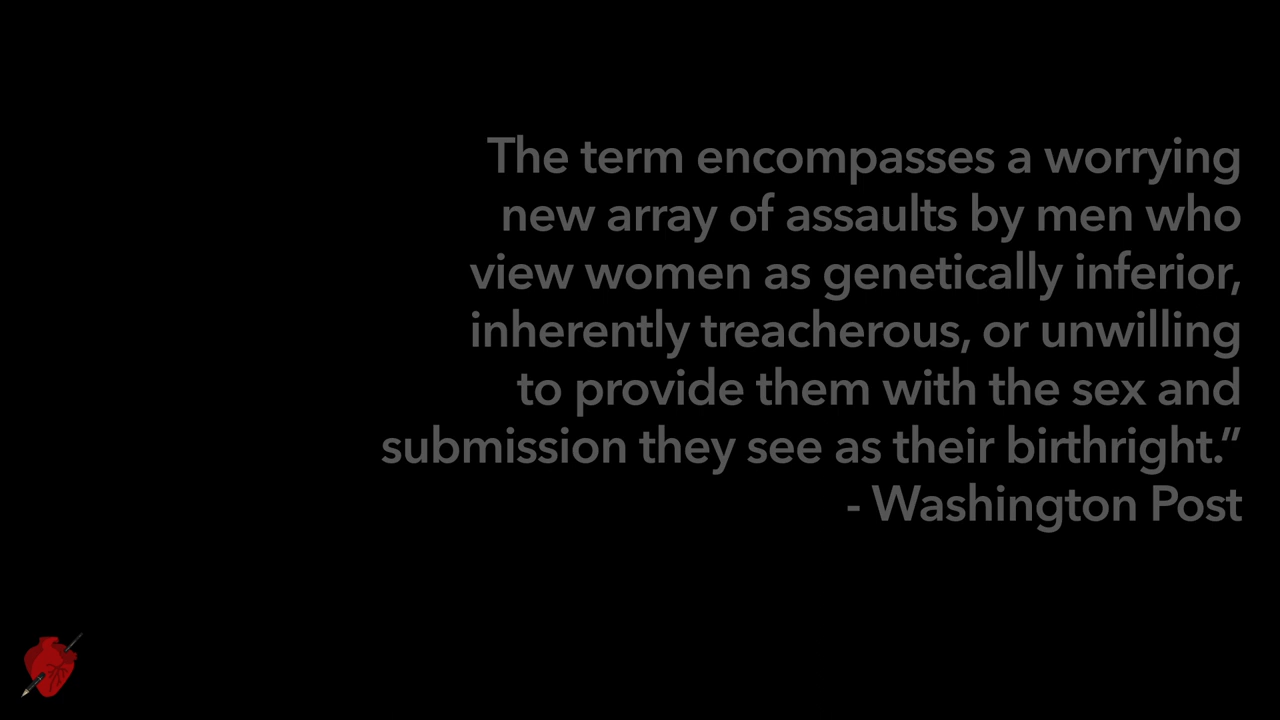 The term encompasses a worrying
new array of assaults by men who
view women as genetically inferior,
inherently treacherous, or unwilling
to provide them with the sex and
submission they see as their birthright.”
- Washington Post